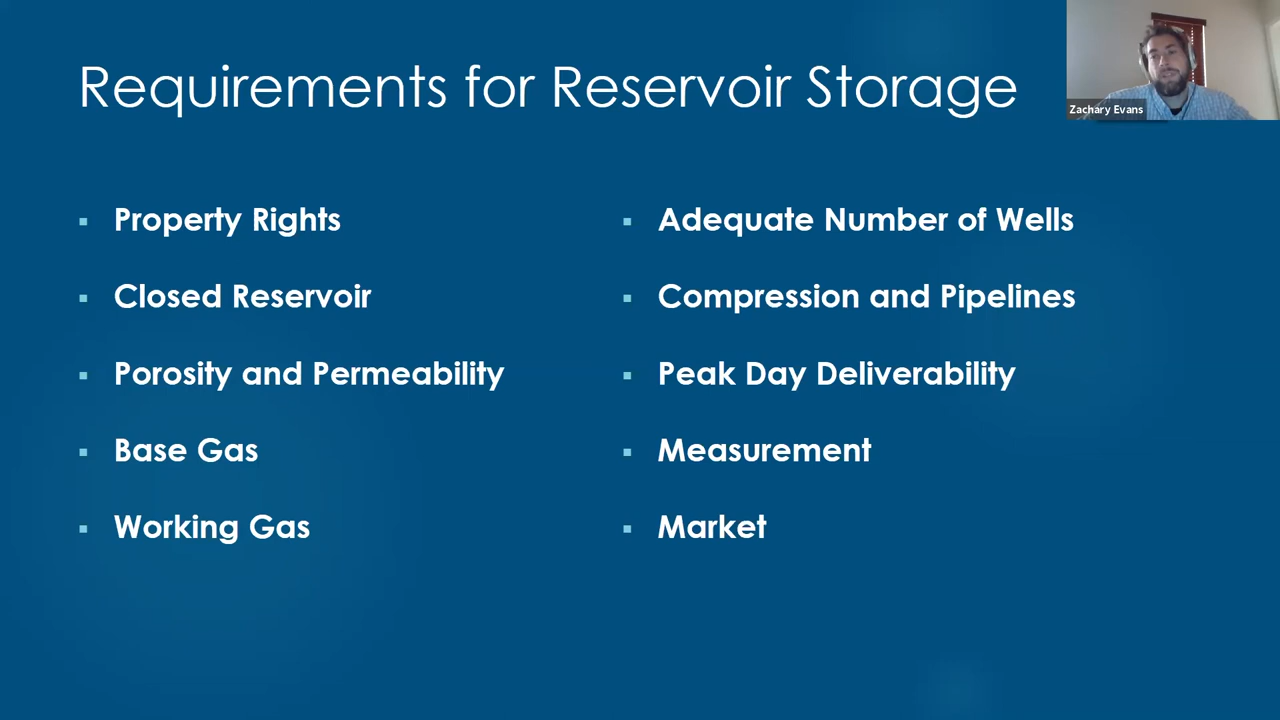 Requirements for Reservoir Storage
Zachary Evans
Property Rights
Closed Reservoir
Porosity and Permeability
Base Gas
Working Gas
Adequate Number of Wells
Compression and Pipelines
Peak Day Deliverability
Measurement
Market